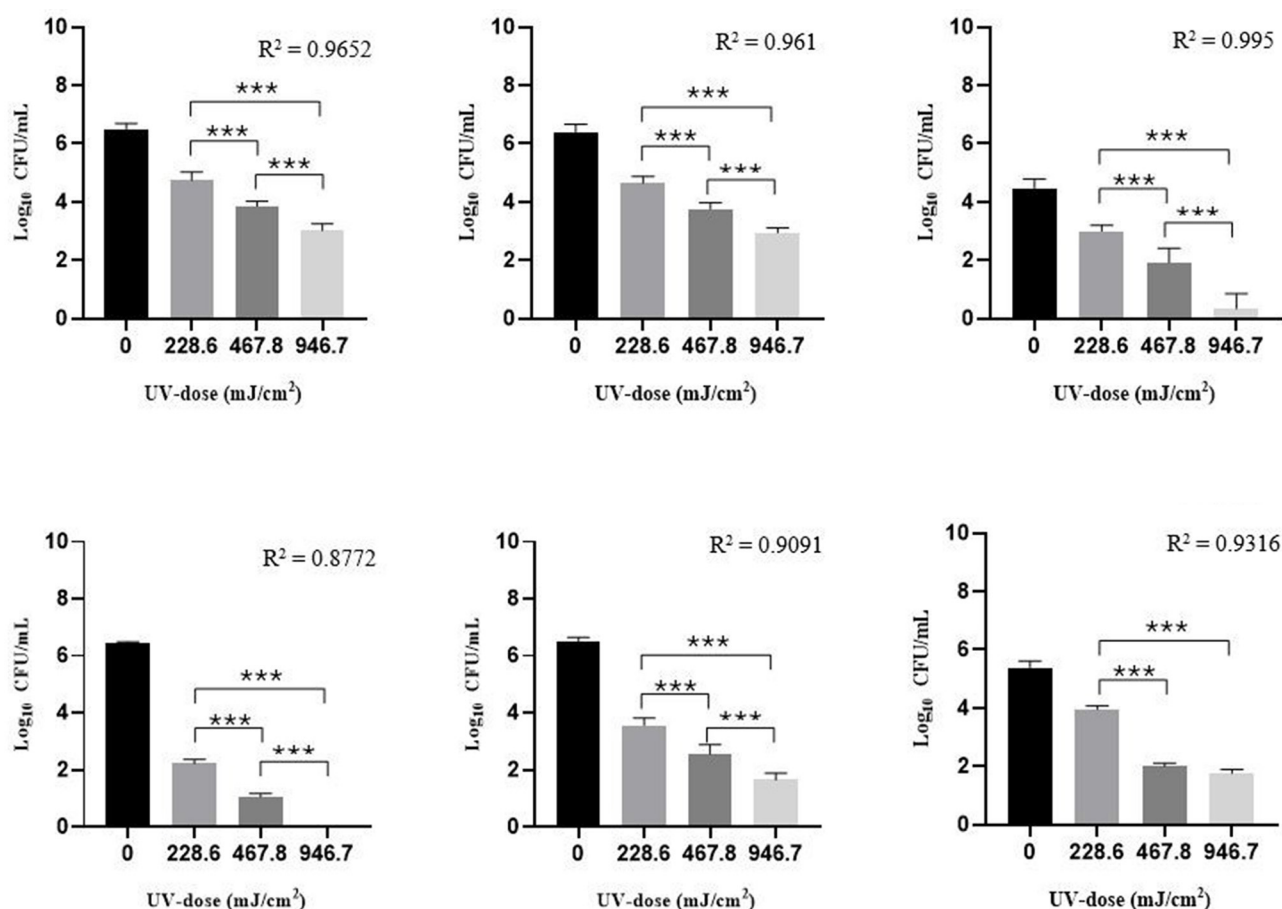 R² = 0.9652
Log₁₀ CFU/mL
10
8
6
4
2
0
***
***
***
0 228.6 467.8 946.7
UV-dose (mJ/cm²)
R² = 0.961
Log₁₀ CFU/mL
10
8
6
4
2
0
***
***
***
0 228.6 467.8 946.7
UV-dose (mJ/cm²)
R² = 0.995
Log₁₀ CFU/mL
10
8
6
4
2
0
***
***
***
0 228.6 467.8 946.7
UV-dose (mJ/cm²)
R² = 0.8772
Log₁₀ CFU/mL
10
8
6
4
2
0
***
***
***
0 228.6 467.8 946.7
UV-dose (mJ/cm²)
R² = 0.9091
Log₁₀ CFU/mL
10
8
6
4
2
0
***
***
***
0 228.6 467.8 946.7
UV-dose (mJ/cm²)
R² = 0.9316
Log₁₀ CFU/mL
10
8
6
4
2
0
***
***
0 228.6 467.8 946.7
UV-dose (mJ/cm²)